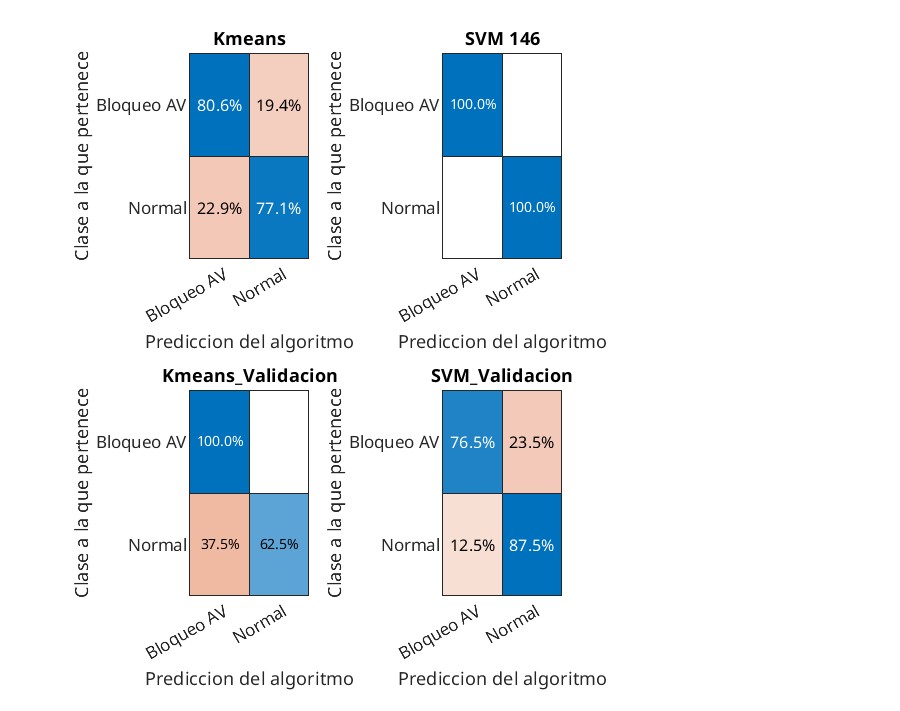 Kmeans
Clase a la que pertenece
Bloqueo AV
80.6%
19.4%
Normal
22.9%
77.1%
Bloqueo AV
Normal
Prediccion del algoritmo
SVM 146
Clase a la que pertenece
Bloqueo AV
100.0%
Normal
100.0%
Bloqueo AV
Normal
Prediccion del algoritmo
Kmeans_Validacion
Clase a la que pertenece
Bloqueo AV
100.0%
Normal
37.5%
62.5%
Bloqueo AV
Normal
Prediccion del algoritmo
SVM_Validacion
Clase a la que pertenece
Bloqueo AV
76.5%
23.5%
Normal
12.5%
87.5%
Bloqueo AV
Normal
Prediccion del algoritmo